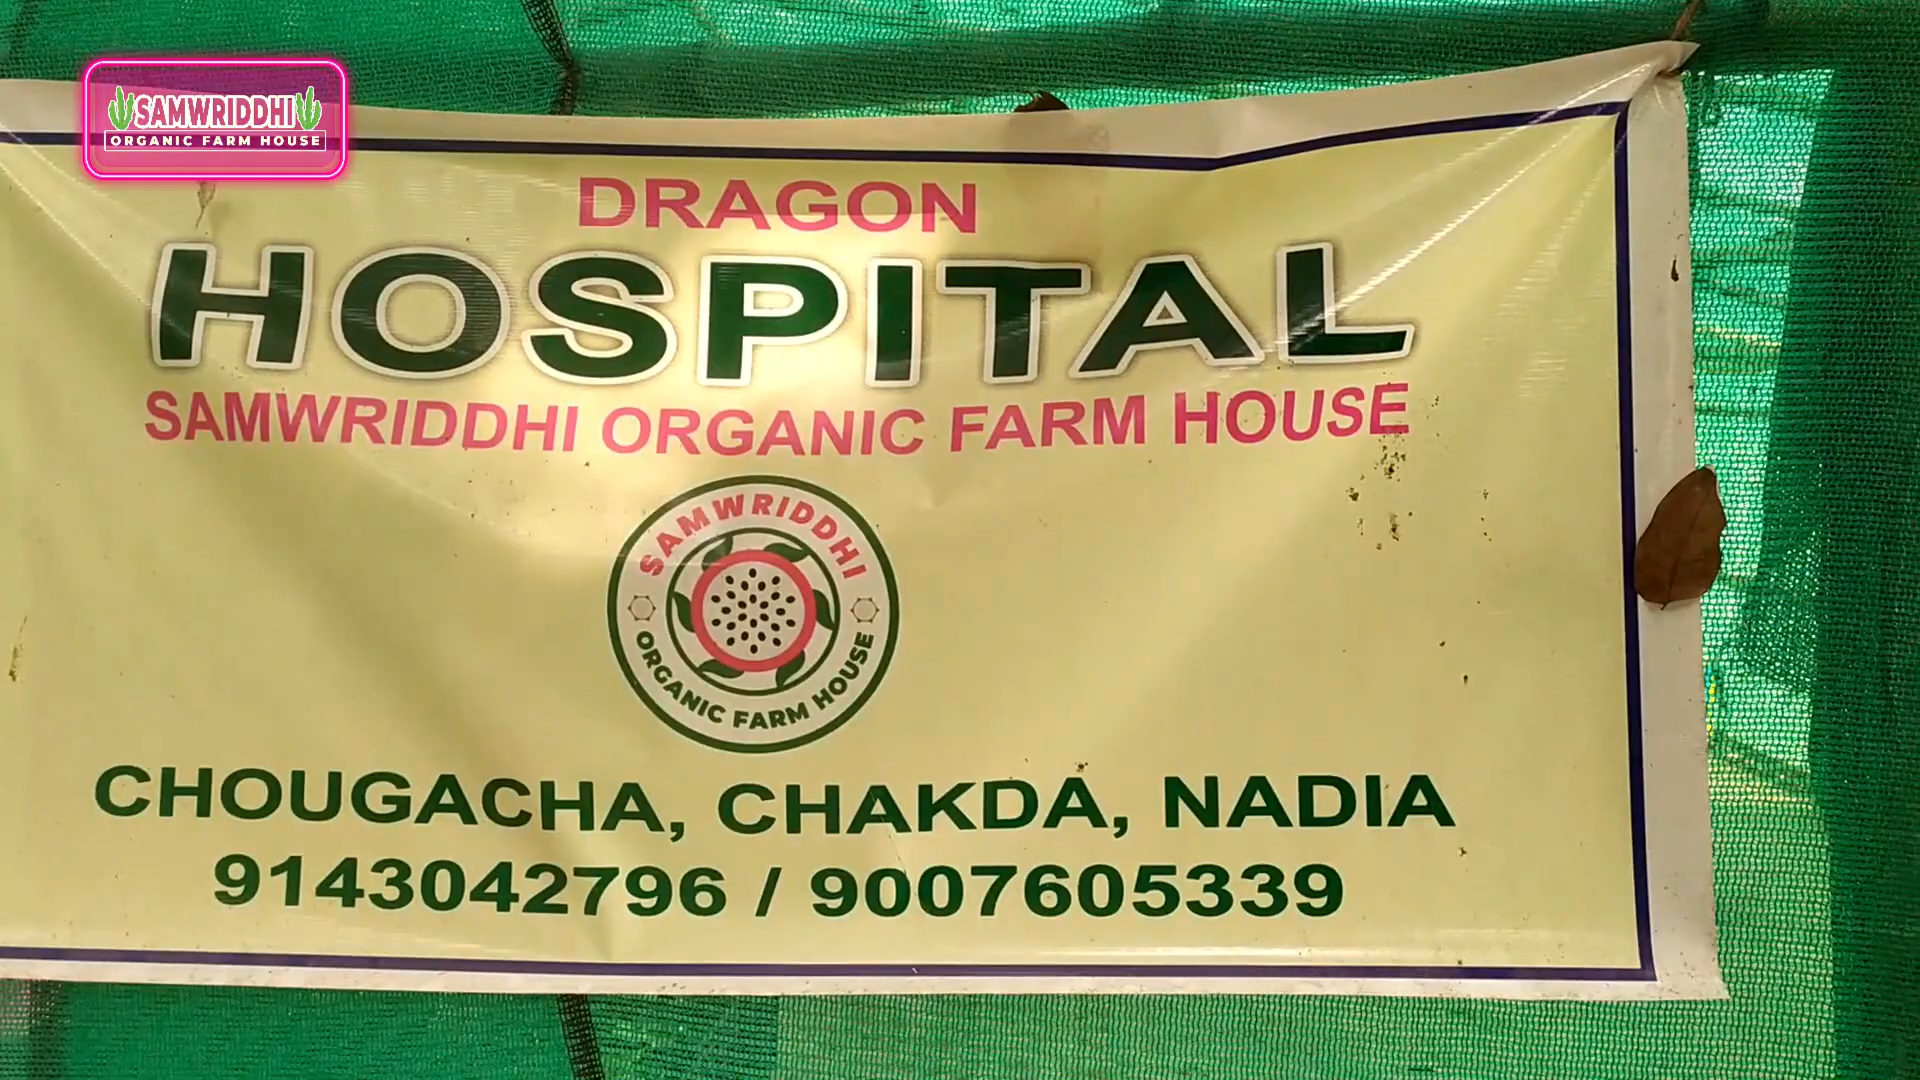 SAMWRIDDHI
ORGANIC FARM HOUSE
DRAGON
HOSPITAL
SAMWRIDDHI ORGANIC FARM HOUSE
SAMWRIDDHI
ORGANIC FARM HOUSE
CHOUGACHA, CHAKDA, NADIA
9143042796 / 9007605339